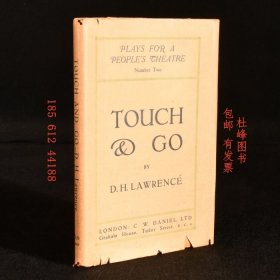 PLAYS FOR A
PEOPLE'S THEATRE
Number Two
TOUCH
& GO
BY
D.H. LAWRENCE
LONDON: C. W. DANIEL, LTD
Graham House, Tudor Street, E.C.4
TOUCH AND GO D.H. LAWRENCE
185 612 44188
杜峰图书
包邮 有发票